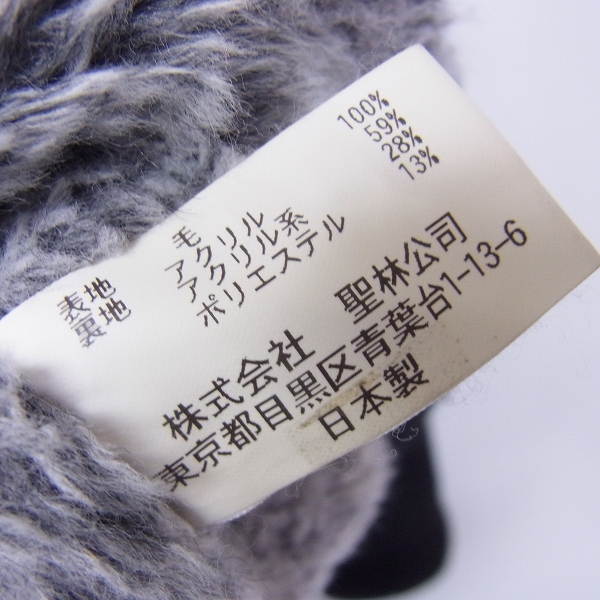 表地 毛 100%
裏地 アクリル 59%
アクリル系 28%
ポリエステル 13%
株式会社 聖林公司
東京都目黒区青葉台1-13-6
日本製